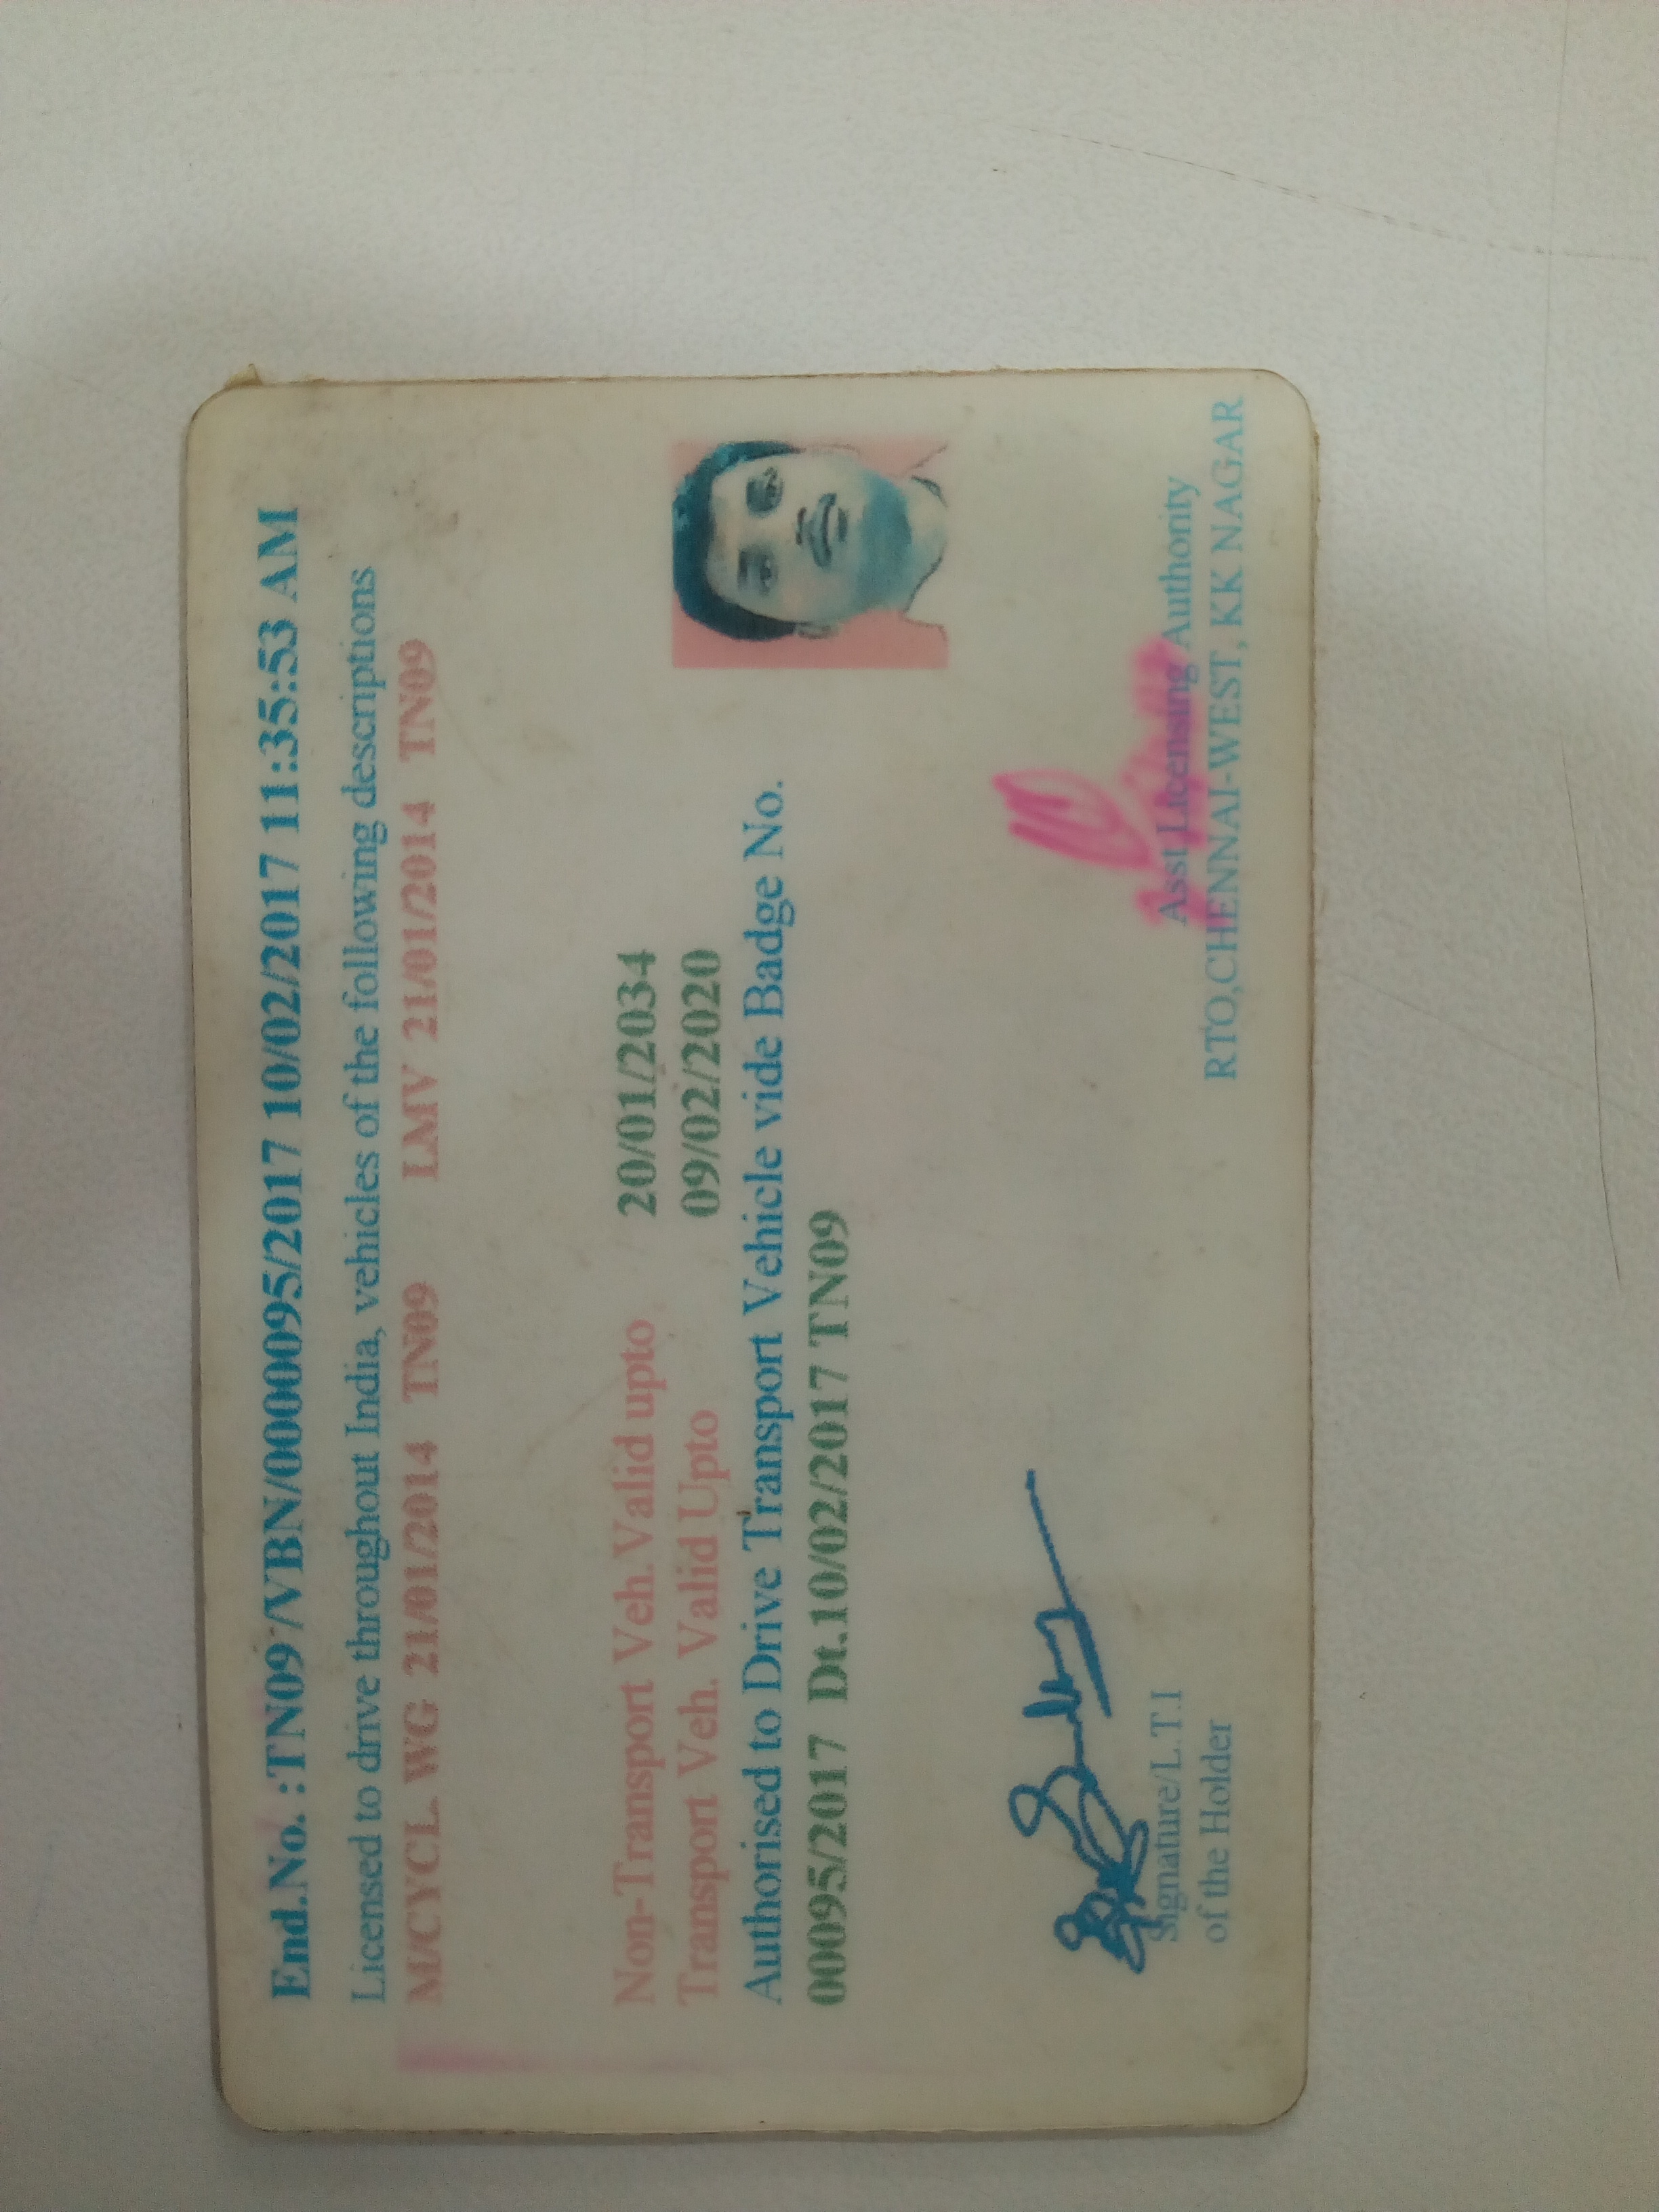 End.No. :TN09 /VBN/0000095/2017 10/02/2017 11:35:53 AM
Licensed to drive throughout India, vehicles of the following descriptions
M/CYCL. WG 21/01/2014 TN09 LMV 21/01/2014 TN09
Non-Transport Veh.Valid upto 20/01/2034
Transport Veh. Valid Upto 09/02/2020
Authorised to Drive Transport Vehicle vide Badge No.
00095/2017 Dt.10/02/2017 TN09
Signature/L.T.I
of the Holder
Asst Licensing Authority
RTO,CHENNAI-WEST, KK NAGAR